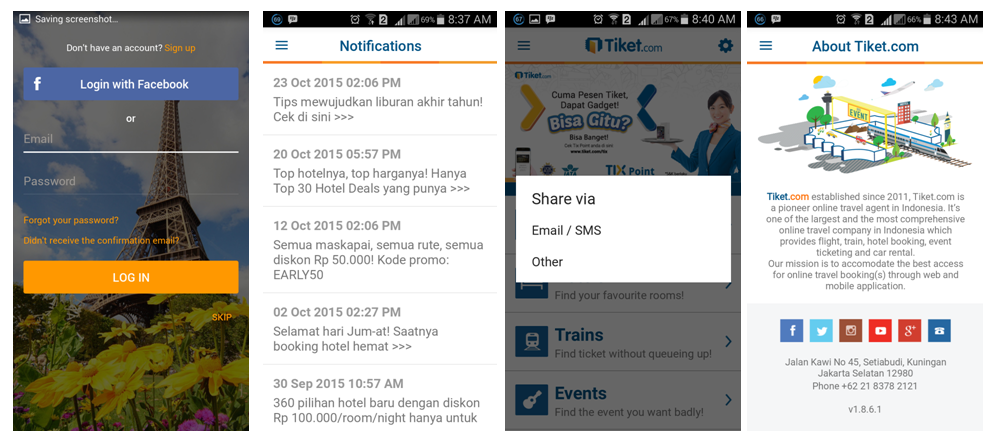 Saving screenshot...
Don't have an account? Sign up
f Login with Facebook
or
Email
Password
Forgot your password?
Didn't receive the confirmation email?
LOG IN
SKIP
69 2 69% 8:37 AM
Notifications
23 Oct 2015 02:06 PM
Tips mewujudkan liburan akhir tahun!
Cek di sini >>>
20 Oct 2015 05:57 PM
Top hotelnya, top harganya! Hanya
Top 30 Hotel Deals yang punya >>>
12 Oct 2015 02:06 PM
Semua maskapai, semua rute, semua
diskon Rp 50.000! Kode promo:
EARLY50
02 Oct 2015 02:27 PM
Selamat hari Jum-at! Saatnya
booking hotel hemat >>>
30 Sep 2015 10:57 AM
360 pilihan hotel baru dengan diskon
Rp 100.000/room/night hanya untuk
67 2 67% 8:40 AM
Tiket.com
Tiket.com
Cuma Pesen Tiket,
Dapat Gadget!
Bisa Gitu?
Bisa Banget!
TIX Point
Share via
Email / SMS
Other
Find your favourite rooms!
Trains
Find ticket without queueing up!
Events
Find the event you want badly!
66 2 66% 8:43 AM
About Tiket.com
EVENT
Tiket.com established since 2011, Tiket.com is
a pioneer online travel agent in Indonesia. It's
one of the largest and the most comprehensive
online travel company in Indonesia which
provides flight, train, hotel booking, event
ticketing and car rental.
Our mission is to accomodate the best access
for online travel booking(s) through web and
mobile application.
f g+
Jalan Kawi No 45, Setiabudi, Kuningan
Jakarta Selatan 12980
Phone +62 21 8378 2121
v1.8.6.1